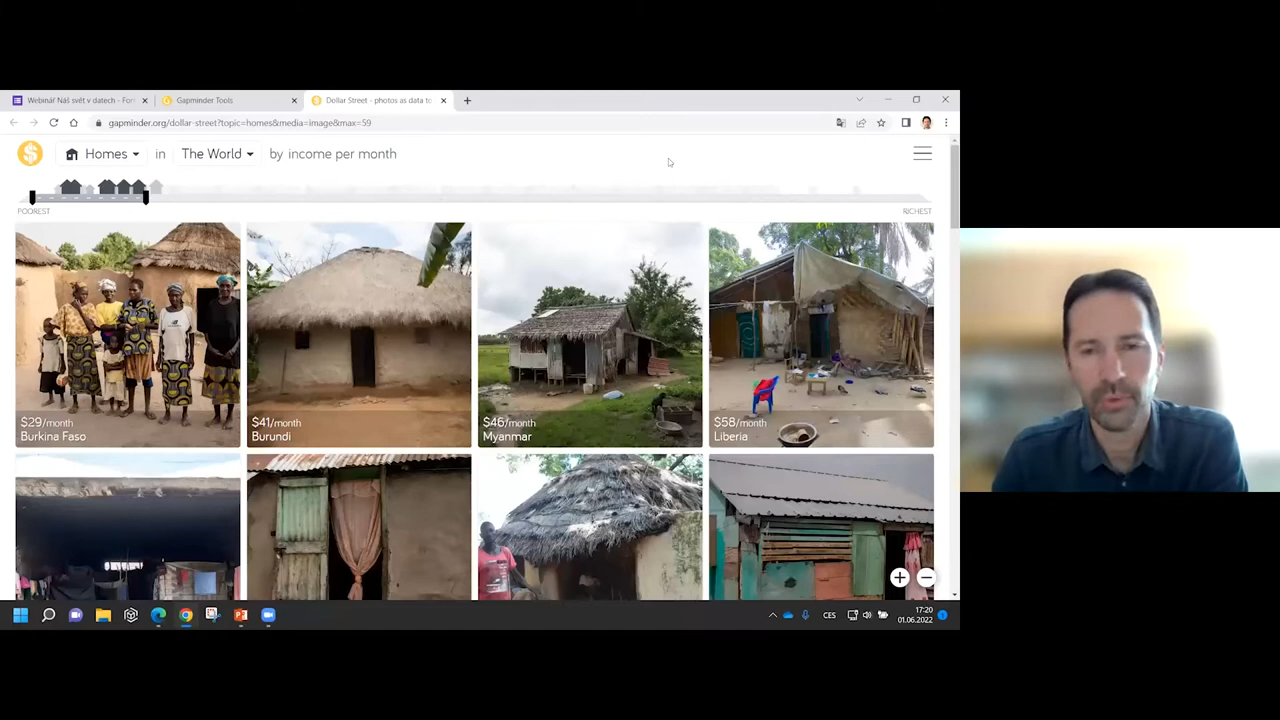 Webinář Náš svět v datech - For
Gapminder Tools
Dollar Street - photos as data to
gapminder.org/dollar-street?topic=homes&media=image&max=59
Homes in The World by income per month
POOREST
RICHEST
$29/month
Burkina Faso
$41/month
Burundi
$46/month
Myanmar
$58/month
Liberia
CES
17:20
01.06.2022